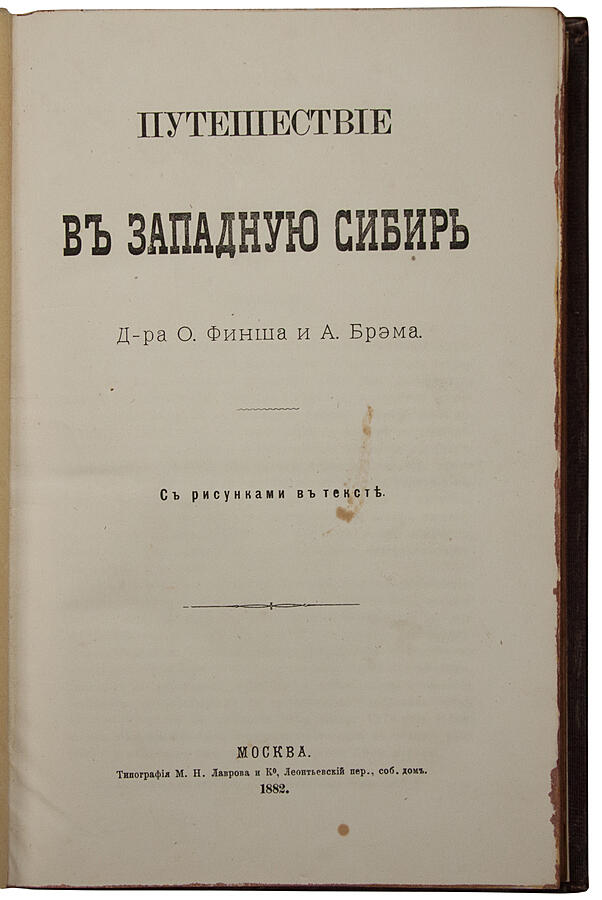 ПУТЕШЕСТВІЕ
ВЪ ЗАПАДНУЮ СИБИРЬ
Д-ра О. Финша и А. Брэма.
Съ рисунками въ текстѣ.
МОСКВА.
Типографія М. Н. Лаврова и Кº, Леонтьевскій пер., соб. домъ.
1882.